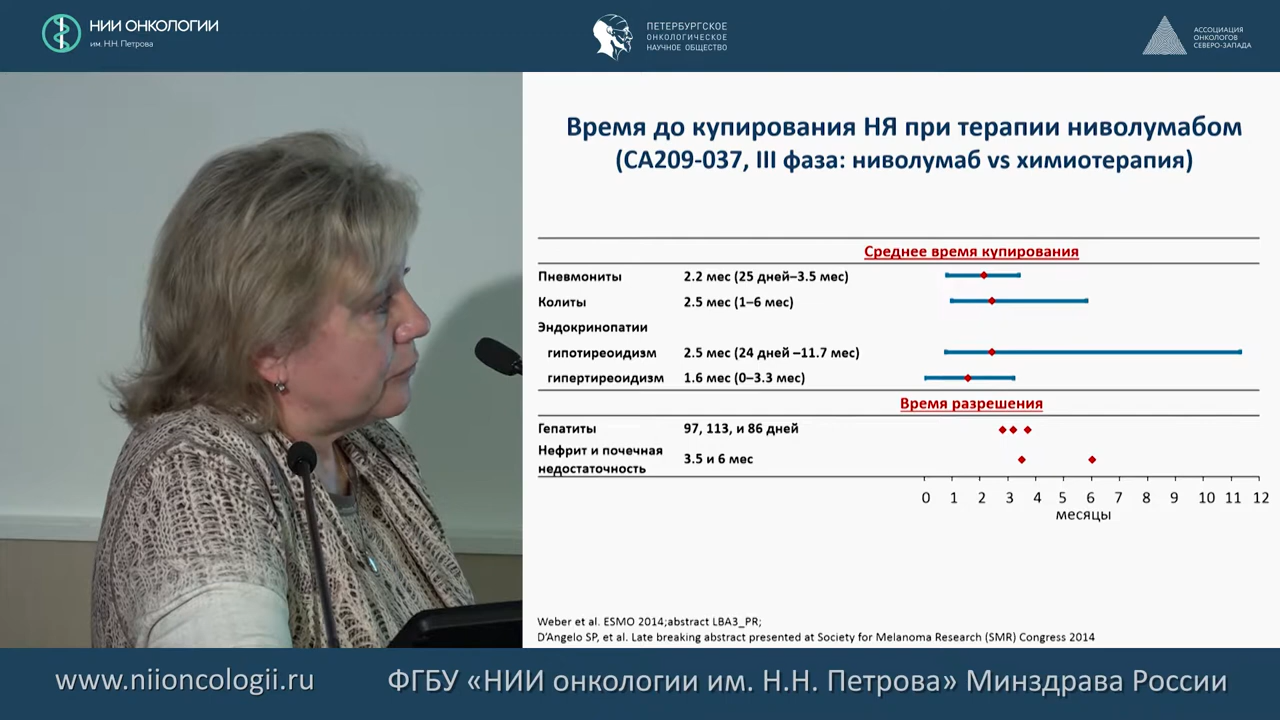 НИИ ОНКОЛОГИИ
им. Н.Н. Петрова
ПЕТЕРБУРГСКОЕ
ОНКОЛОГИЧЕСКОЕ
НАУЧНОЕ ОБЩЕСТВО
АССОЦИАЦИЯ
ОНКОЛОГОВ
СЕВЕРО-ЗАПАДА
Время до купирования НЯ при терапии ниволумабом
(CA209-037, III фаза: ниволумаб vs химиотерапия)
Среднее время купирования
Пневмониты 2.2 мес (25 дней–3.5 мес)
Колиты 2.5 мес (1–6 мес)
Эндокринопатии
гипотиреоидизм 2.5 мес (24 дней –11.7 мес)
гипертиреоидизм 1.6 мес (0–3.3 мес)
Время разрешения
Гепатиты 97, 113, и 86 дней
Нефрит и почечная
недостаточность 3.5 и 6 мес
0 1 2 3 4 5 6 7 8 9 10 11 12
месяцы
Weber et al. ESMO 2014;abstract LBA3_PR;
D'Angelo SP, et al. Late breaking abstract presented at Society for Melanoma Research (SMR) Congress 2014
www.niioncologii.ru ФГБУ «НИИ онкологии им. Н.Н. Петрова» Минздрава России